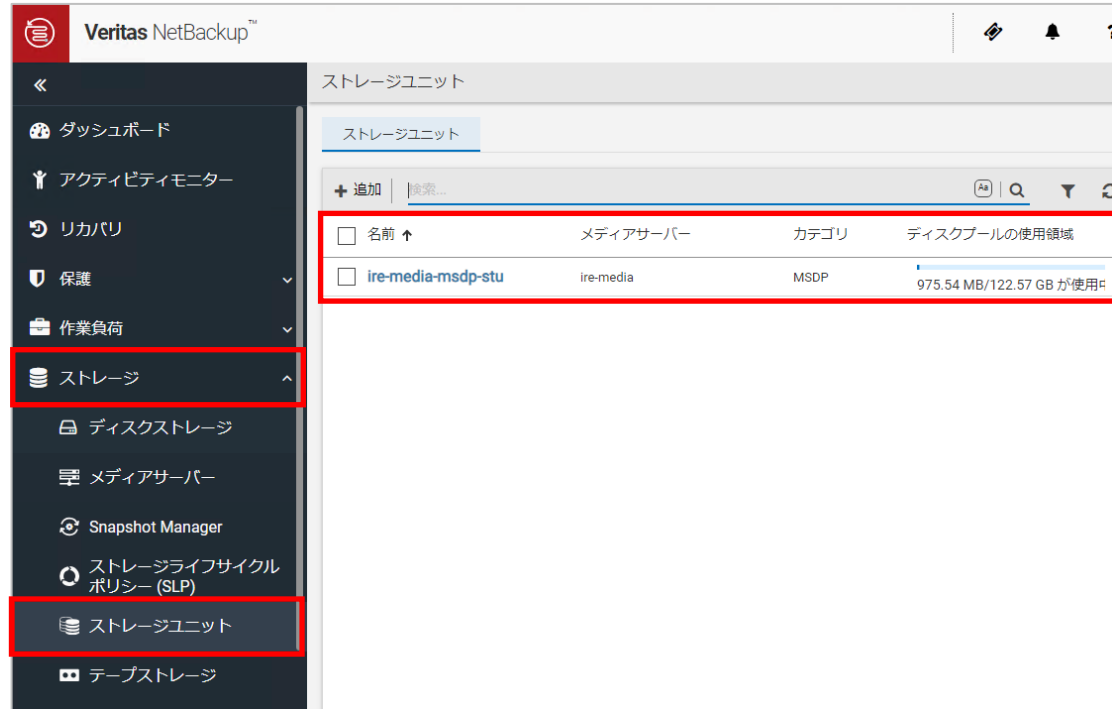 Veritas NetBackup™
ストレージユニット
ダッシュボード
ストレージユニット
アクティビティモニター
+ 追加 検索... Aa
リカバリ
名前 ↑ メディアサーバー カテゴリ ディスクプールの使用領域
保護
ire-media-msdp-stu ire-media MSDP 975.54 MB/122.57 GB が使用中
作業負荷
ストレージ
ディスクストレージ
メディアサーバー
Snapshot Manager
ストレージライフサイクル
ポリシー (SLP)
ストレージユニット
テープストレージ